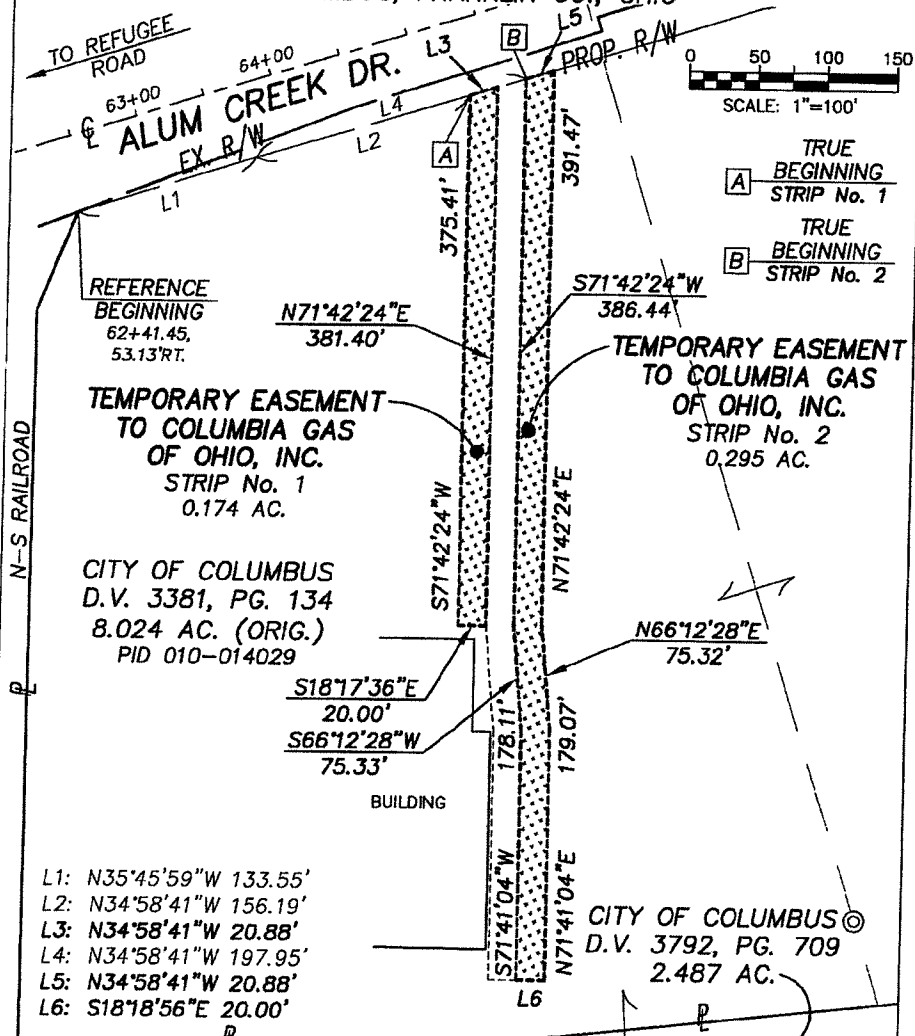 TO REFUGEE
ROAD
63+00
64+00
℄ ALUM CREEK DR.
EX. R/W
PROP. R/W
L1
L2
L3
L4
L5
A
B
0 50 100 150
SCALE: 1"=100'
A
TRUE
BEGINNING
STRIP No. 1
B
TRUE
BEGINNING
STRIP No. 2
REFERENCE
BEGINNING
62+41.45,
53.13'RT.
375.41'
391.47'
N71°42'24"E
381.40'
S71°42'24"W
386.44'
TEMPORARY EASEMENT
TO COLUMBIA GAS
OF OHIO, INC.
STRIP No. 1
0.174 AC.
TEMPORARY EASEMENT
TO COLUMBIA GAS
OF OHIO, INC.
STRIP No. 2
0.295 AC.
N-S RAILROAD
S71°42'24"W
N71°42'24"E
CITY OF COLUMBUS
D.V. 3381, PG. 134
8.024 AC. (ORIG.)
PID 010-014029
N66°12'28"E
75.32'
S18°17'36"E
20.00'
S66°12'28"W
75.33'
178.11
179.07'
BUILDING
S71°41'04"W
N71°41'04"E
L1: N35°45'59"W 133.55'
L2: N34°58'41"W 156.19'
L3: N34°58'41"W 20.88'
L4: N34°58'41"W 197.95'
L5: N34°58'41"W 20.88'
L6: S18°18'56"E 20.00'
CITY OF COLUMBUS
D.V. 3792, PG. 709
2.487 AC.
L6
PL
PL